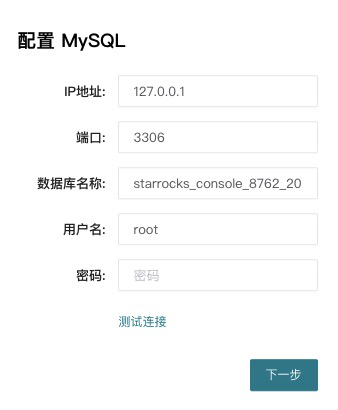 配置 MySQL
IP地址: 127.0.0.1
端口: 3306
数据库名称: starrocks_console_8762_20
用户名: root
密码: 密码
测试连接
下一步